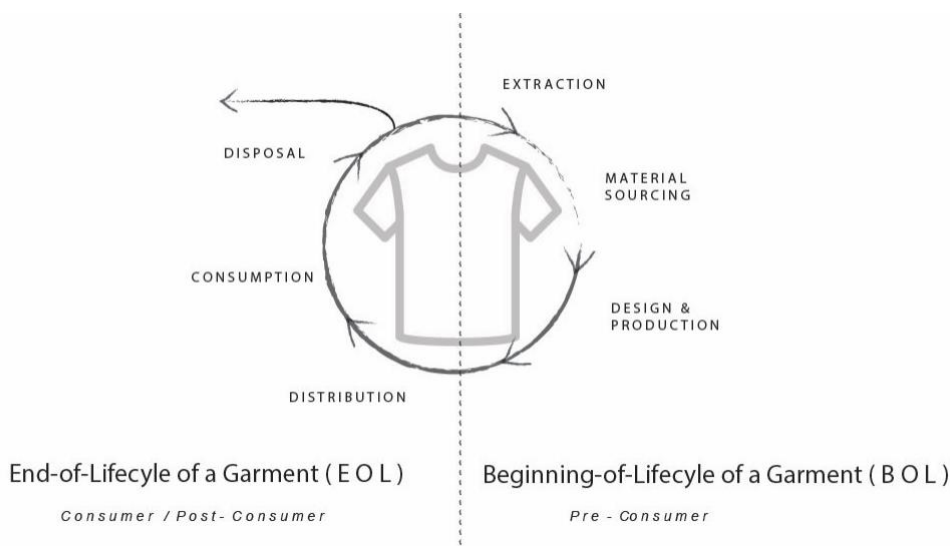 EXTRACTION
DISPOSAL
MATERIAL
SOURCING
CONSUMPTION
DESIGN &
PRODUCTION
DISTRIBUTION
End-of-Lifecyle of a Garment ( E O L )
Beginning-of-Lifecyle of a Garment ( B O L )
Consumer / Post- Consumer
Pre - Consumer